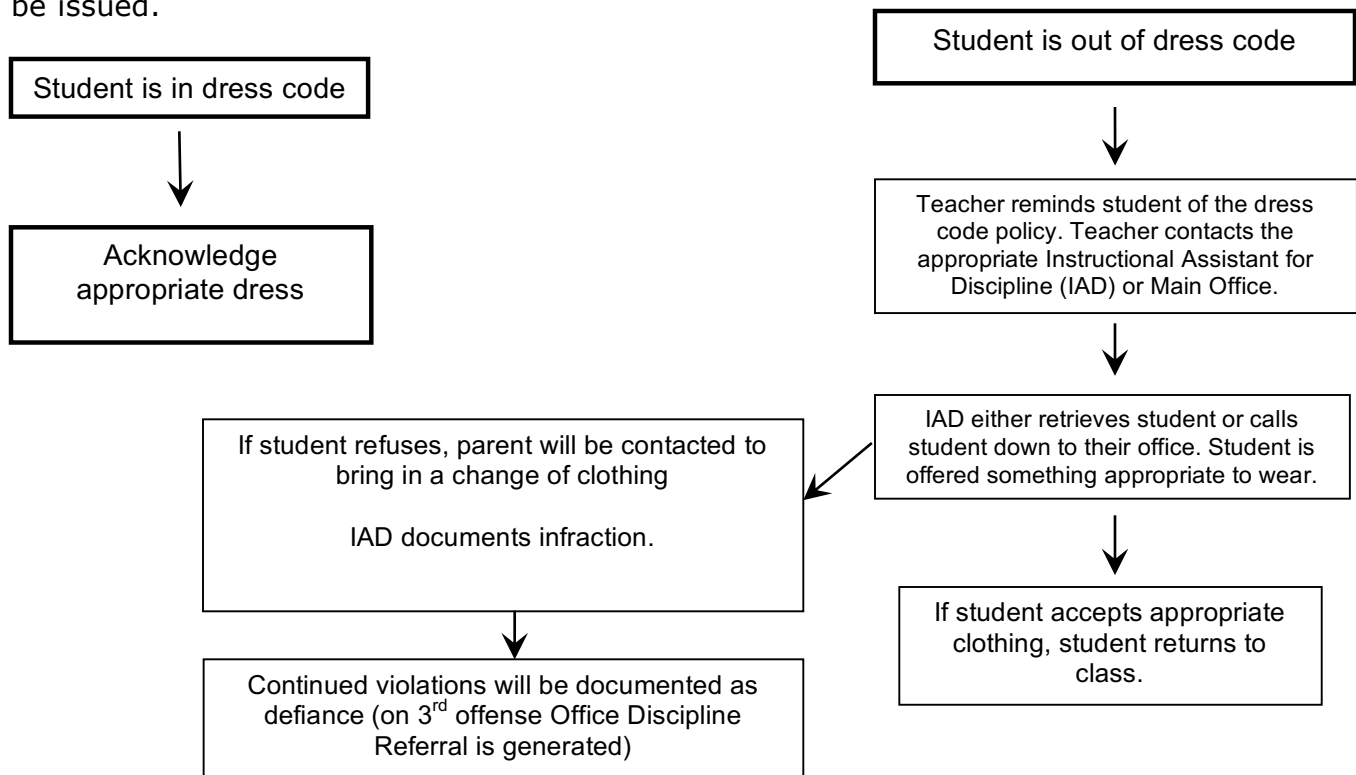 be issued.
Student is in dress code
Acknowledge
appropriate dress
Student is out of dress code
Teacher reminds student of the dress
code policy. Teacher contacts the
appropriate Instructional Assistant for
Discipline (IAD) or Main Office.
IAD either retrieves student or calls
student down to their office. Student is
offered something appropriate to wear.
If student refuses, parent will be contacted to
bring in a change of clothing
IAD documents infraction.
Continued violations will be documented as
defiance (on 3rd offense Office Discipline
Referral is generated)
If student accepts appropriate
clothing, student returns to
class.